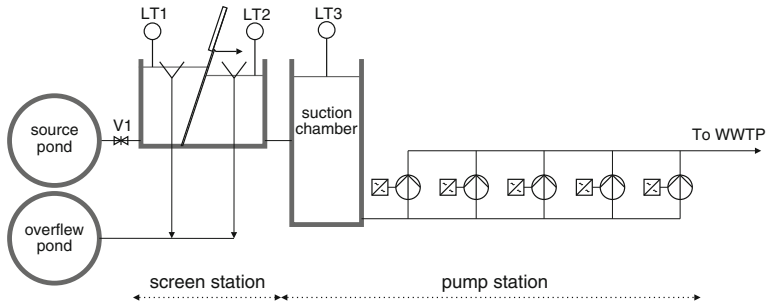 LT1
LT2
LT3
suction
chamber
source
pond
V1
To WWTP
overflew
pond
screen station
pump station